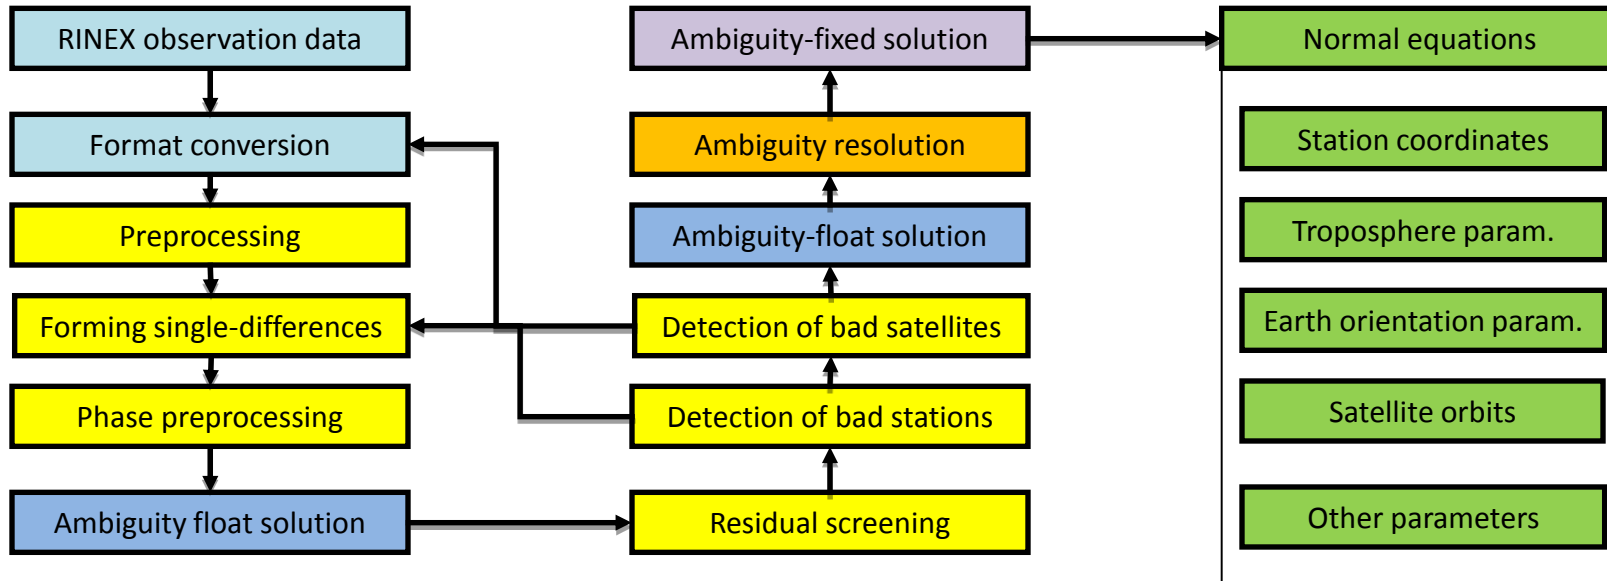 RINEX observation data
Format conversion
Preprocessing
Forming single-differences
Phase preprocessing
Ambiguity float solution
Ambiguity-fixed solution
Ambiguity resolution
Ambiguity-float solution
Detection of bad satellites
Detection of bad stations
Residual screening
Normal equations
Station coordinates
Troposphere param.
Earth orientation param.
Satellite orbits
Other parameters